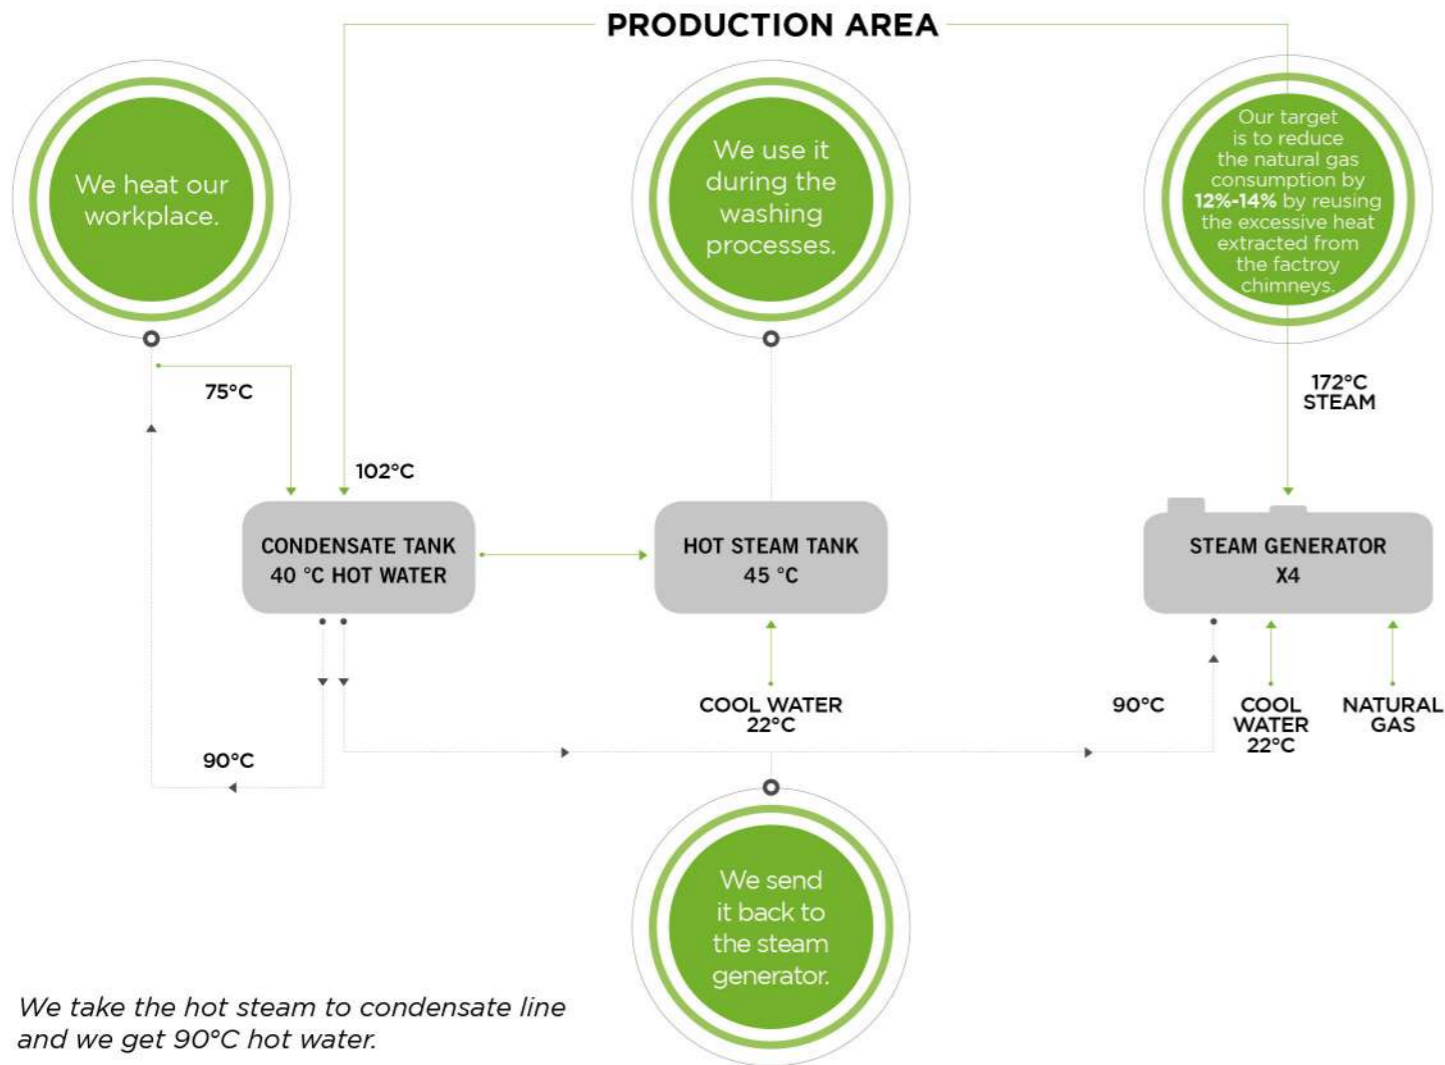 PRODUCTION AREA
We heat our
workplace.
We use it
during the
washing
processes.
Our target
is to reduce
the natural gas
consumption by
12%-14% by reusing
the excessive heat
extracted from
the factroy
chimneys.
75°C
172°C
STEAM
102°C
CONDENSATE TANK
40 °C HOT WATER
HOT STEAM TANK
45 °C
STEAM GENERATOR
X4
COOL WATER
22°C
90°C
COOL
WATER
22°C
NATURAL
GAS
90°C
We send
it back to
the steam
generator.
We take the hot steam to condensate line
and we get 90°C hot water.